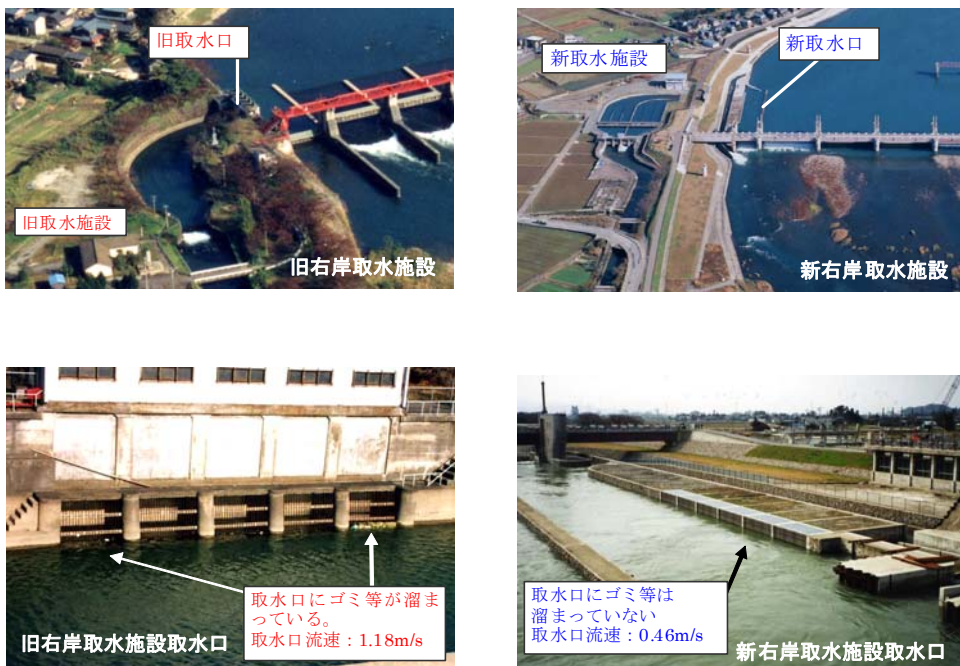 旧取水口
旧取水施設
旧右岸取水施設
新取水施設
新取水口
新右岸取水施設
取水口にゴミ等が溜ま
っている。
取水口流速：1.18m/s
旧右岸取水施設取水口
取水口にゴミ等は
溜まっていない
取水口流速：0.46m/s
新右岸取水施設取水口